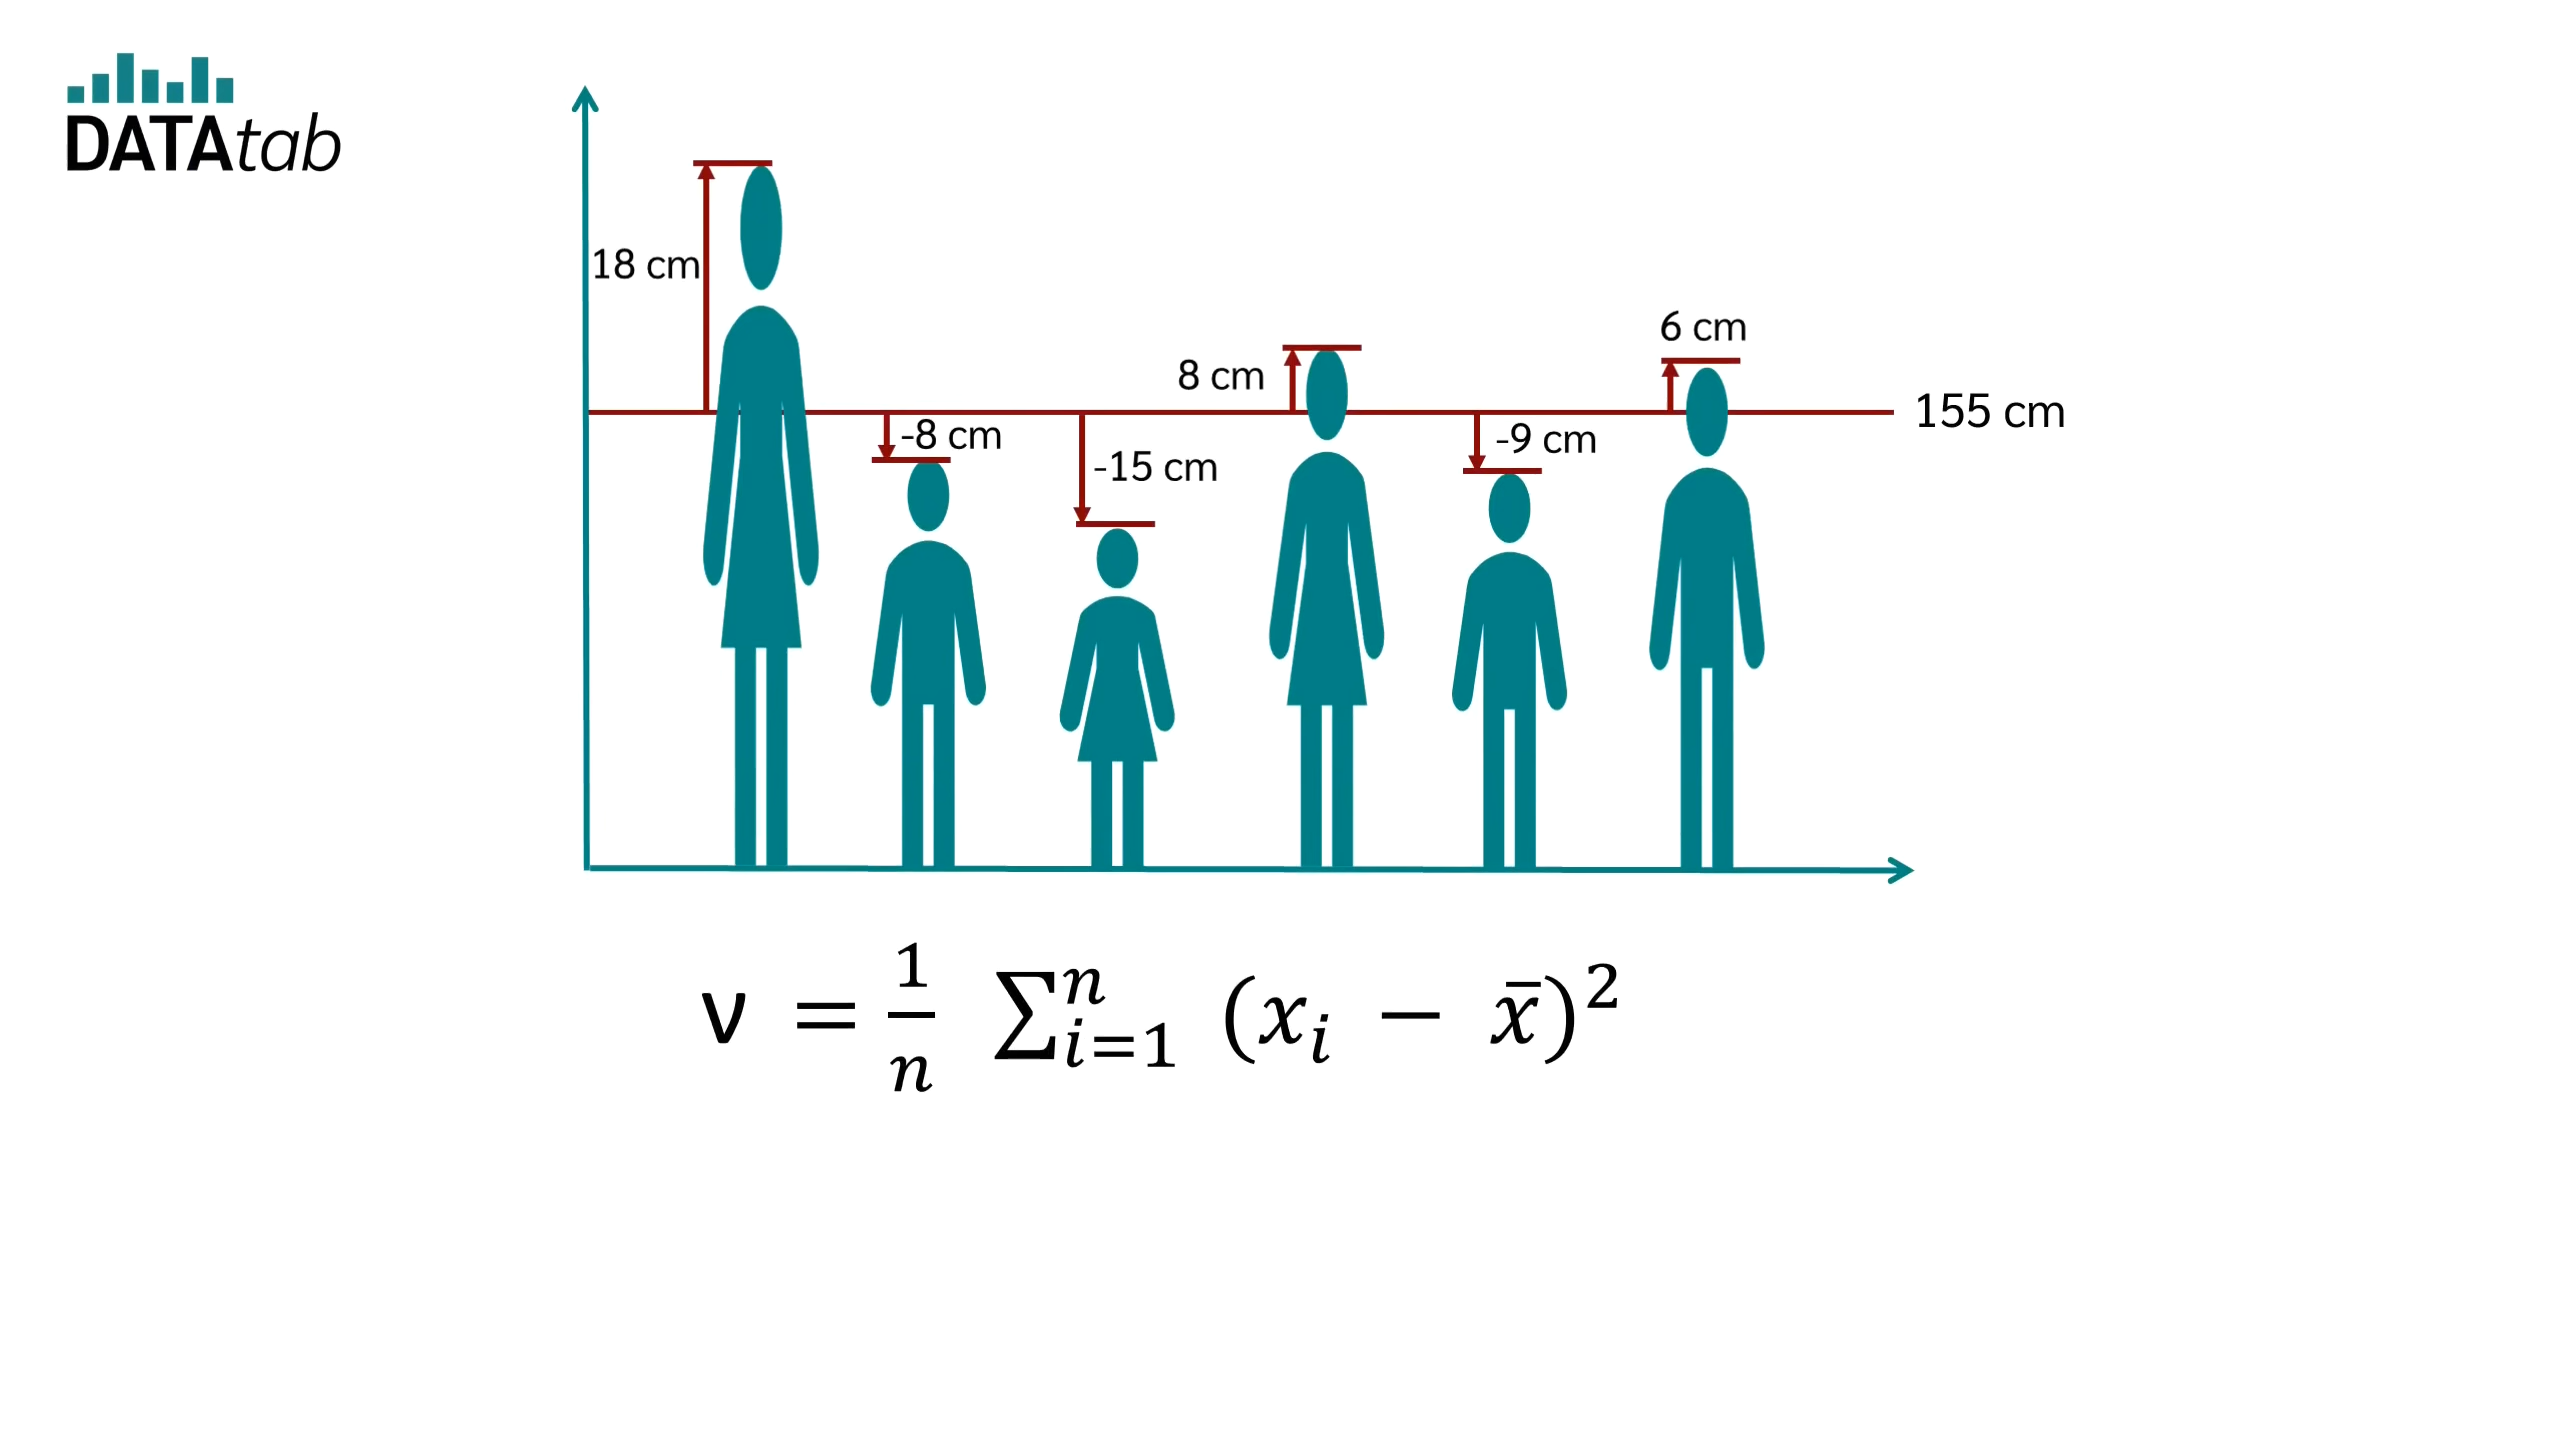 DATAtab
18 cm
6 cm
8 cm
155 cm
-8 cm
-9 cm
-15 cm
ν = 1/n ∑ⁿᵢ₌₁ (xᵢ − x̄)²